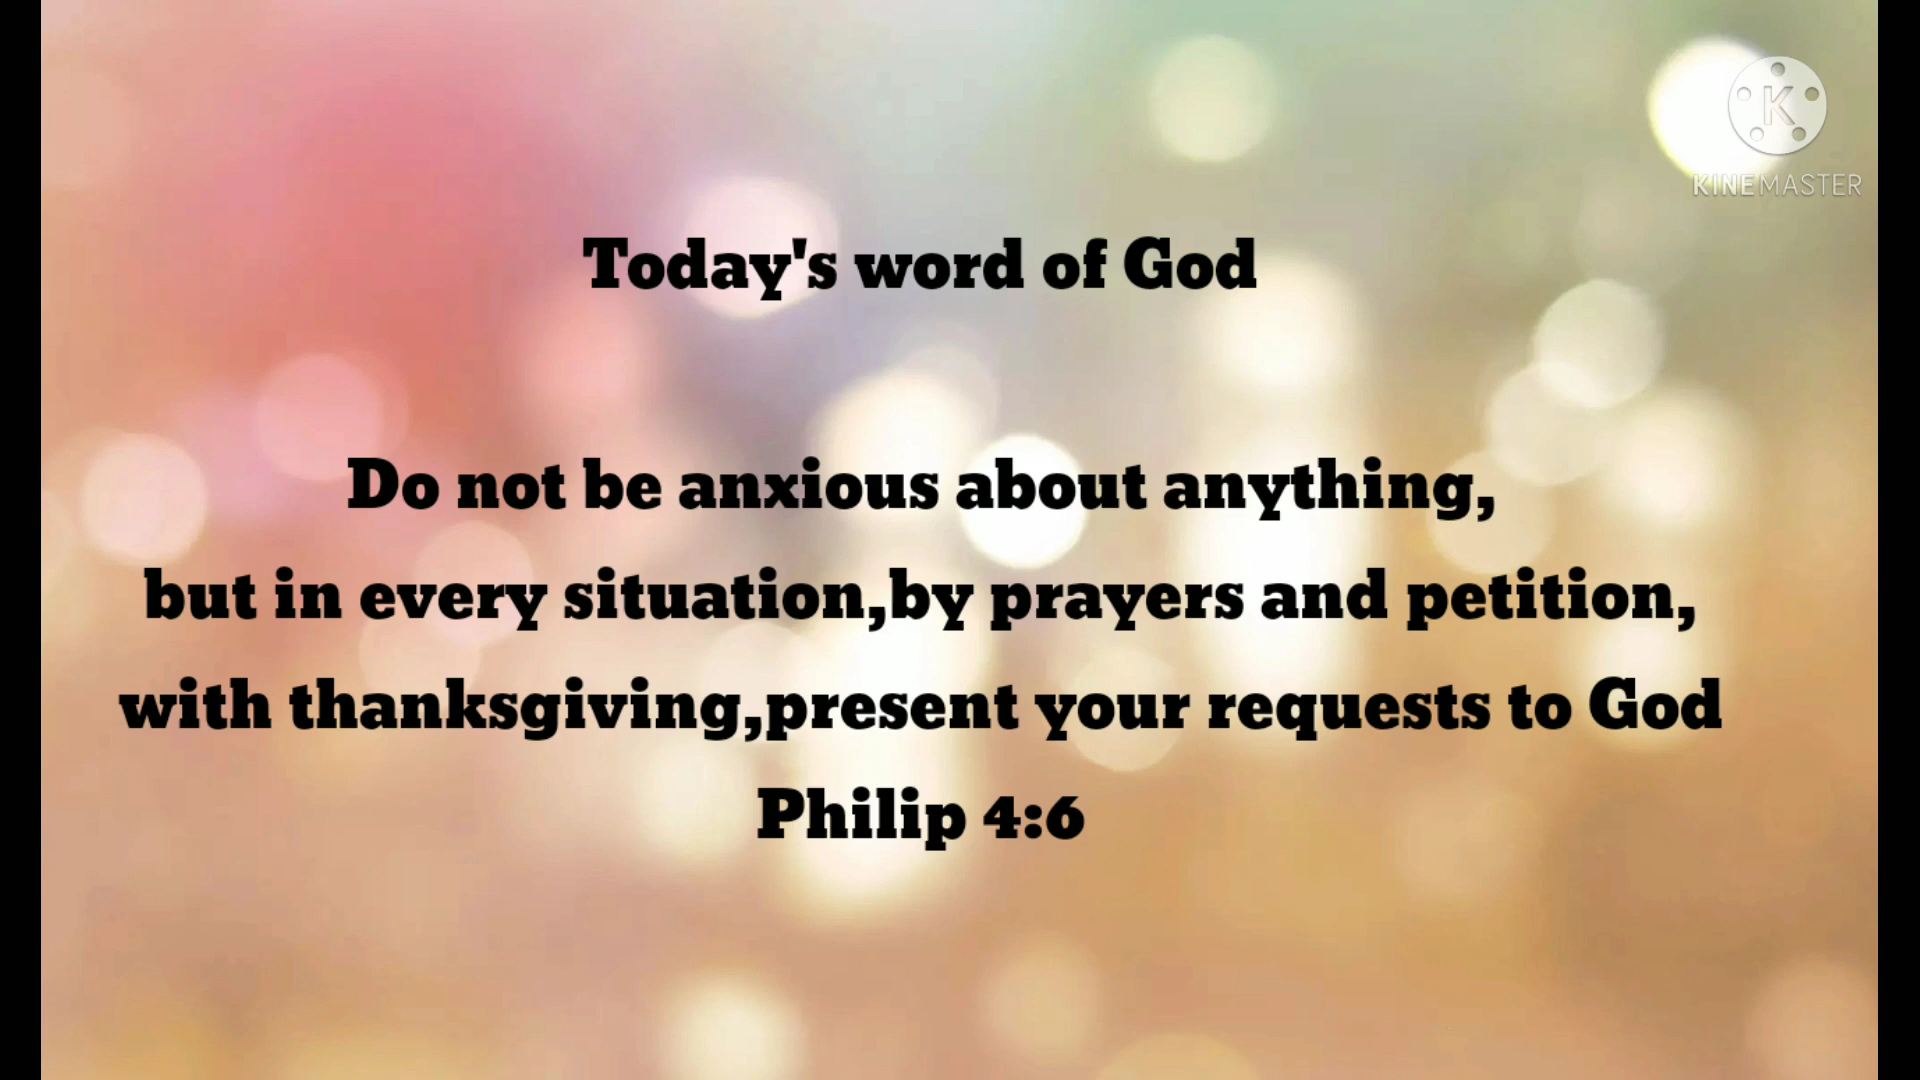 K
KINEMASTER
Today's word of God
Do not be anxious about anything,
but in every situation,by prayers and petition,
with thanksgiving,present your requests to God
Philip 4:6